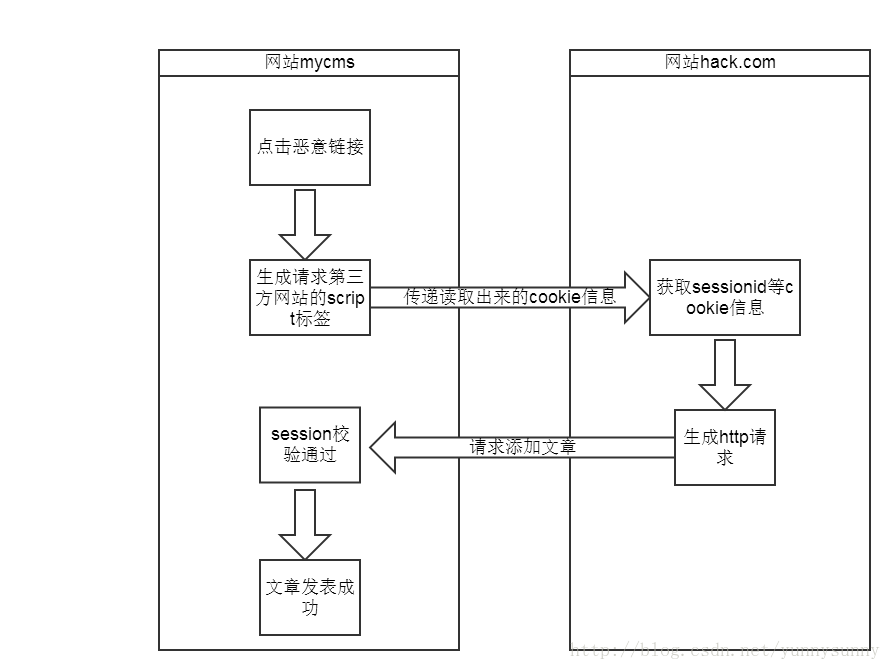 网站mycms
网站hack.com
点击恶意链接
生成请求第三
方网站的scrip
t标签
传递读取出来的cookie信息
获取sessionid等c
ookie信息
生成http请
求
请求添加文章
session校
验通过
文章发表成
功
http://blog.csdn.net/yunnysunny